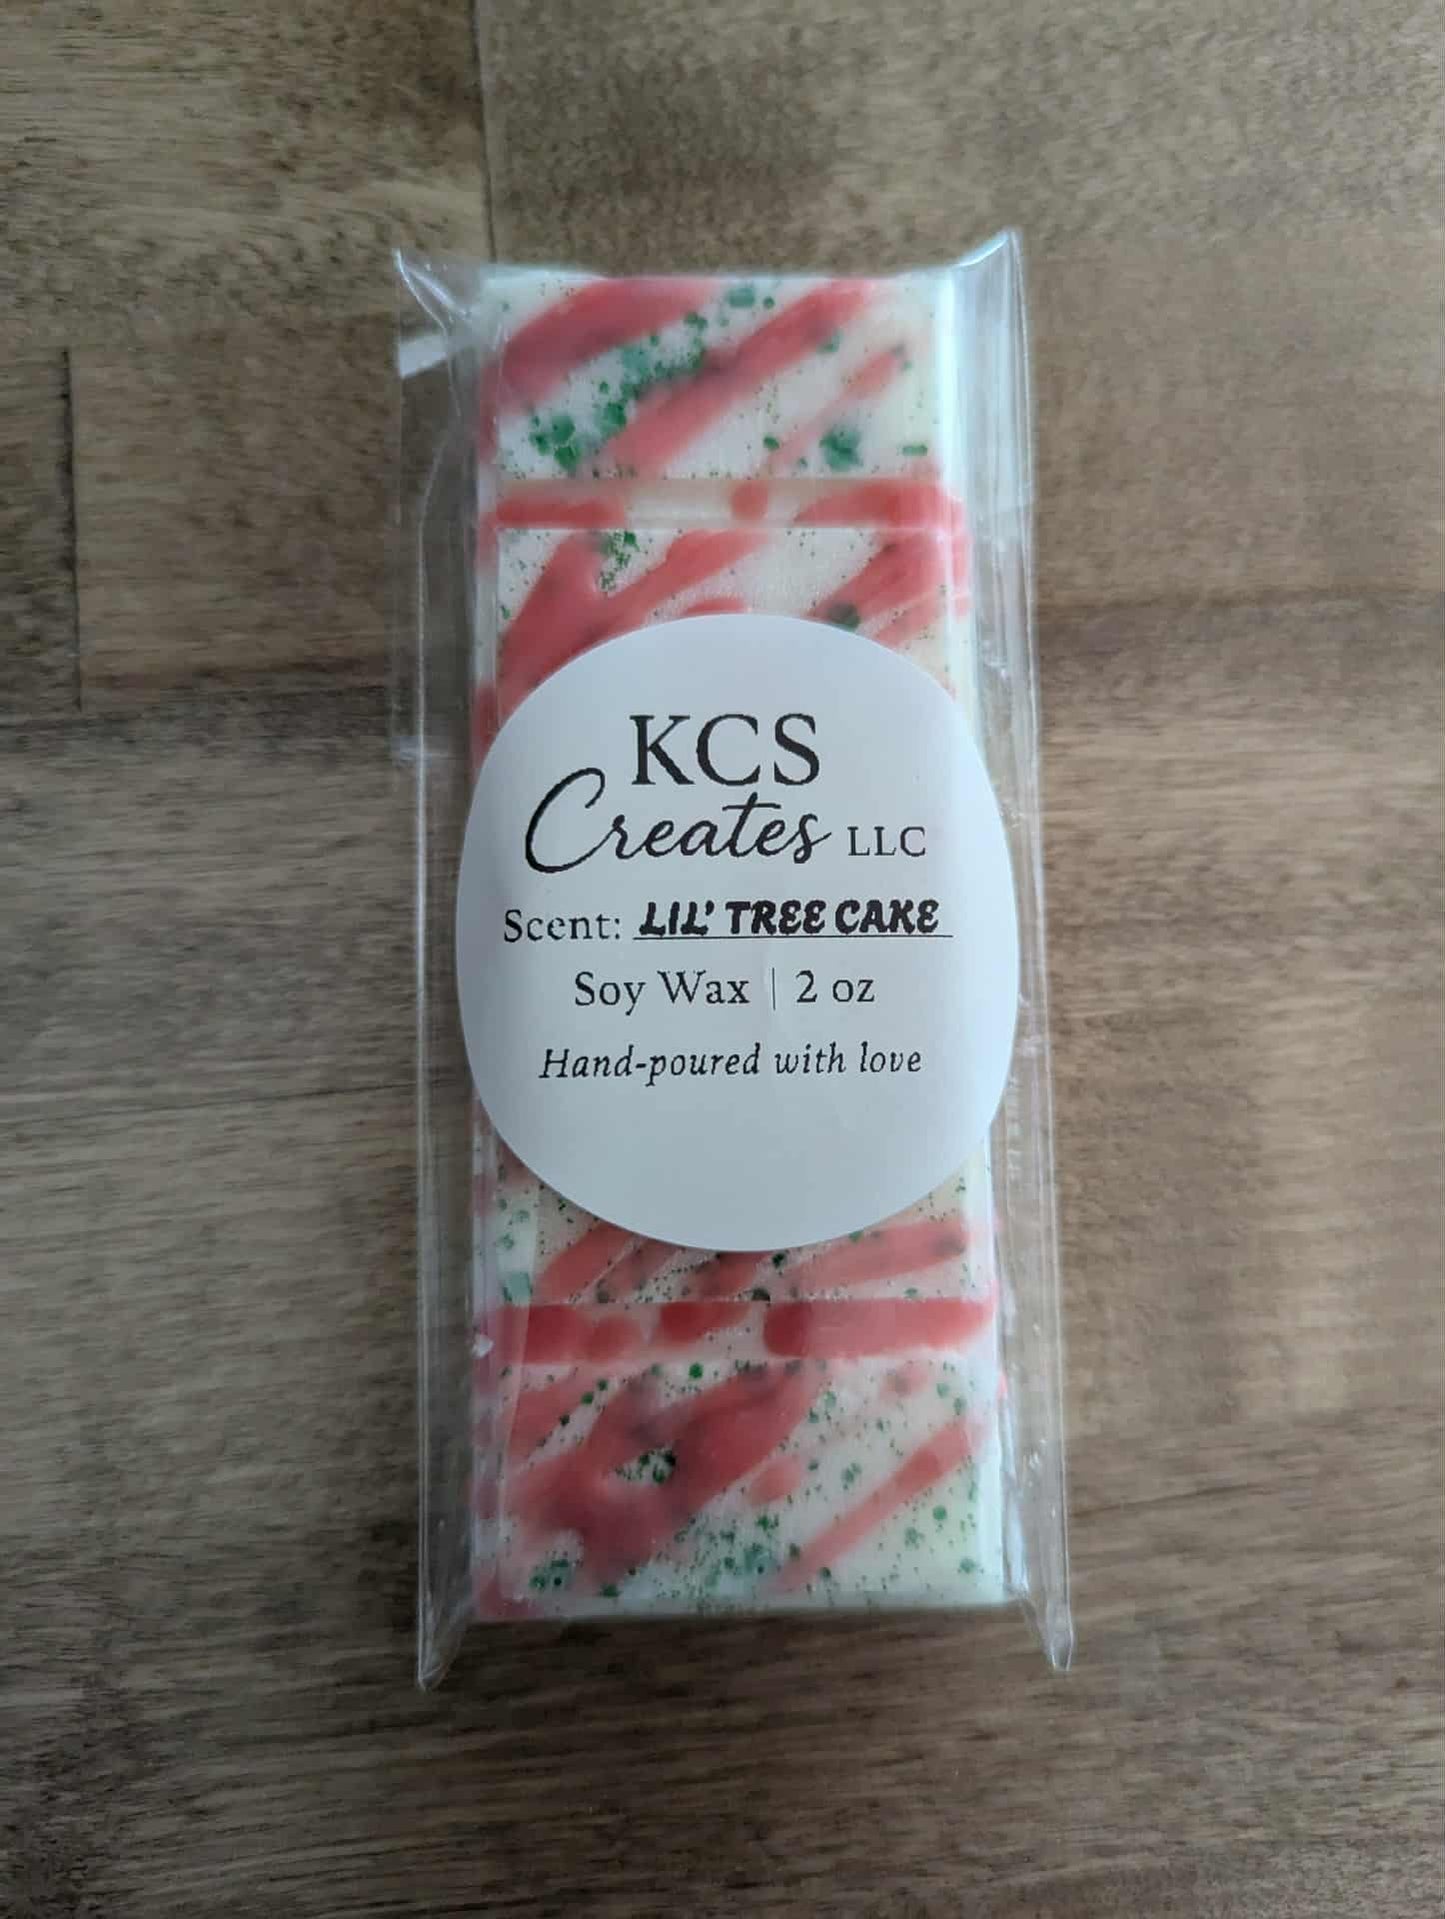 KCS
Creates LLC
Scent: LIL' TREE CAKE
Soy Wax | 2 oz
Hand-poured with love